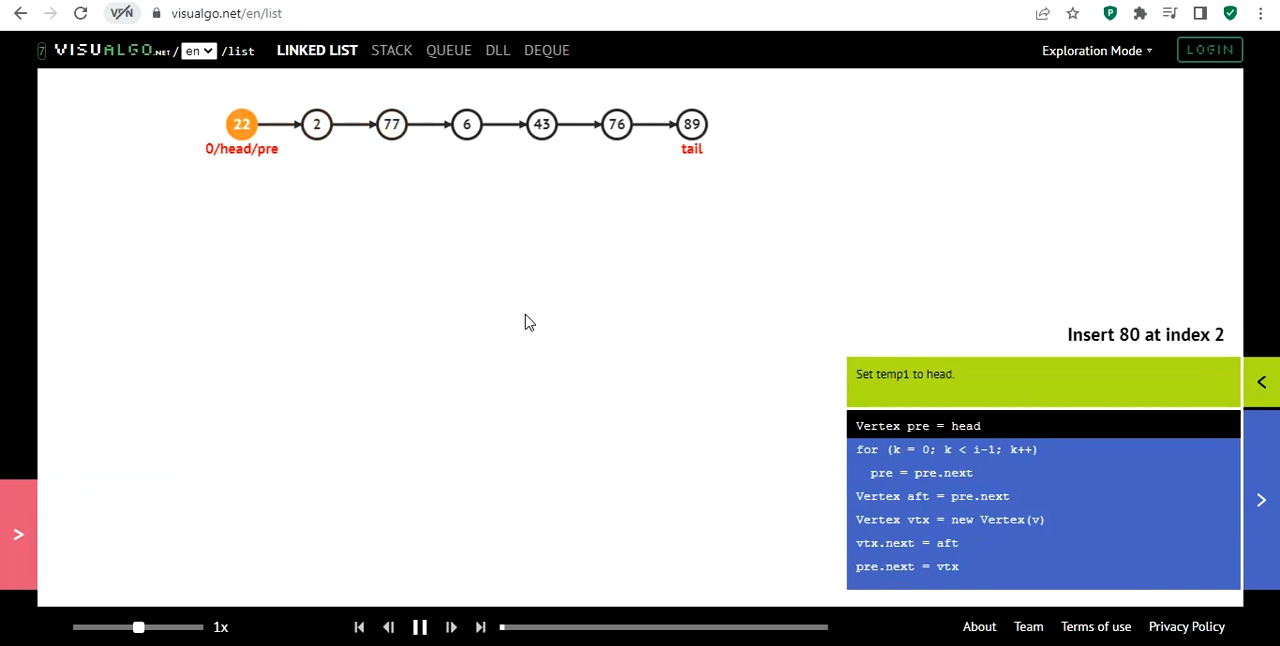 VPN visualgo.net/en/list
7 VISUALGO.NET / en /list LINKED LIST STACK QUEUE DLL DEQUE Exploration Mode LOGIN
22 2 77 6 43 76 89
0/head/pre tail
Insert 80 at index 2
Set temp1 to head.
Vertex pre = head
for (k = 0; k < i-1; k++)
pre = pre.next
Vertex aft = pre.next
Vertex vtx = new Vertex(v)
vtx.next = aft
pre.next = vtx
1x About Team Terms of use Privacy Policy